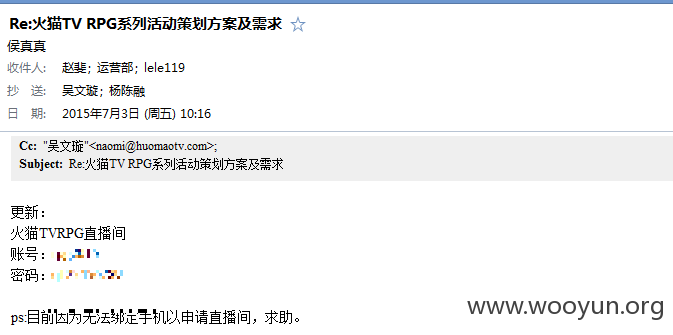 Re:火猫TV RPG系列活动策划方案及需求
侯真真
收件人: 赵斐；运营部；lele119
抄 送: 吴文璇；杨陈融
日 期: 2015年7月3日 (周五) 10:16
Cc: "吴文璇"<naomi@huomaotv.com>;
Subject: Re:火猫TV RPG系列活动策划方案及需求
更新：
火猫TVRPG直播间
账号：
密码：
ps:目前因为无法绑定手机以申请直播间，求助。
www.wooyun.org